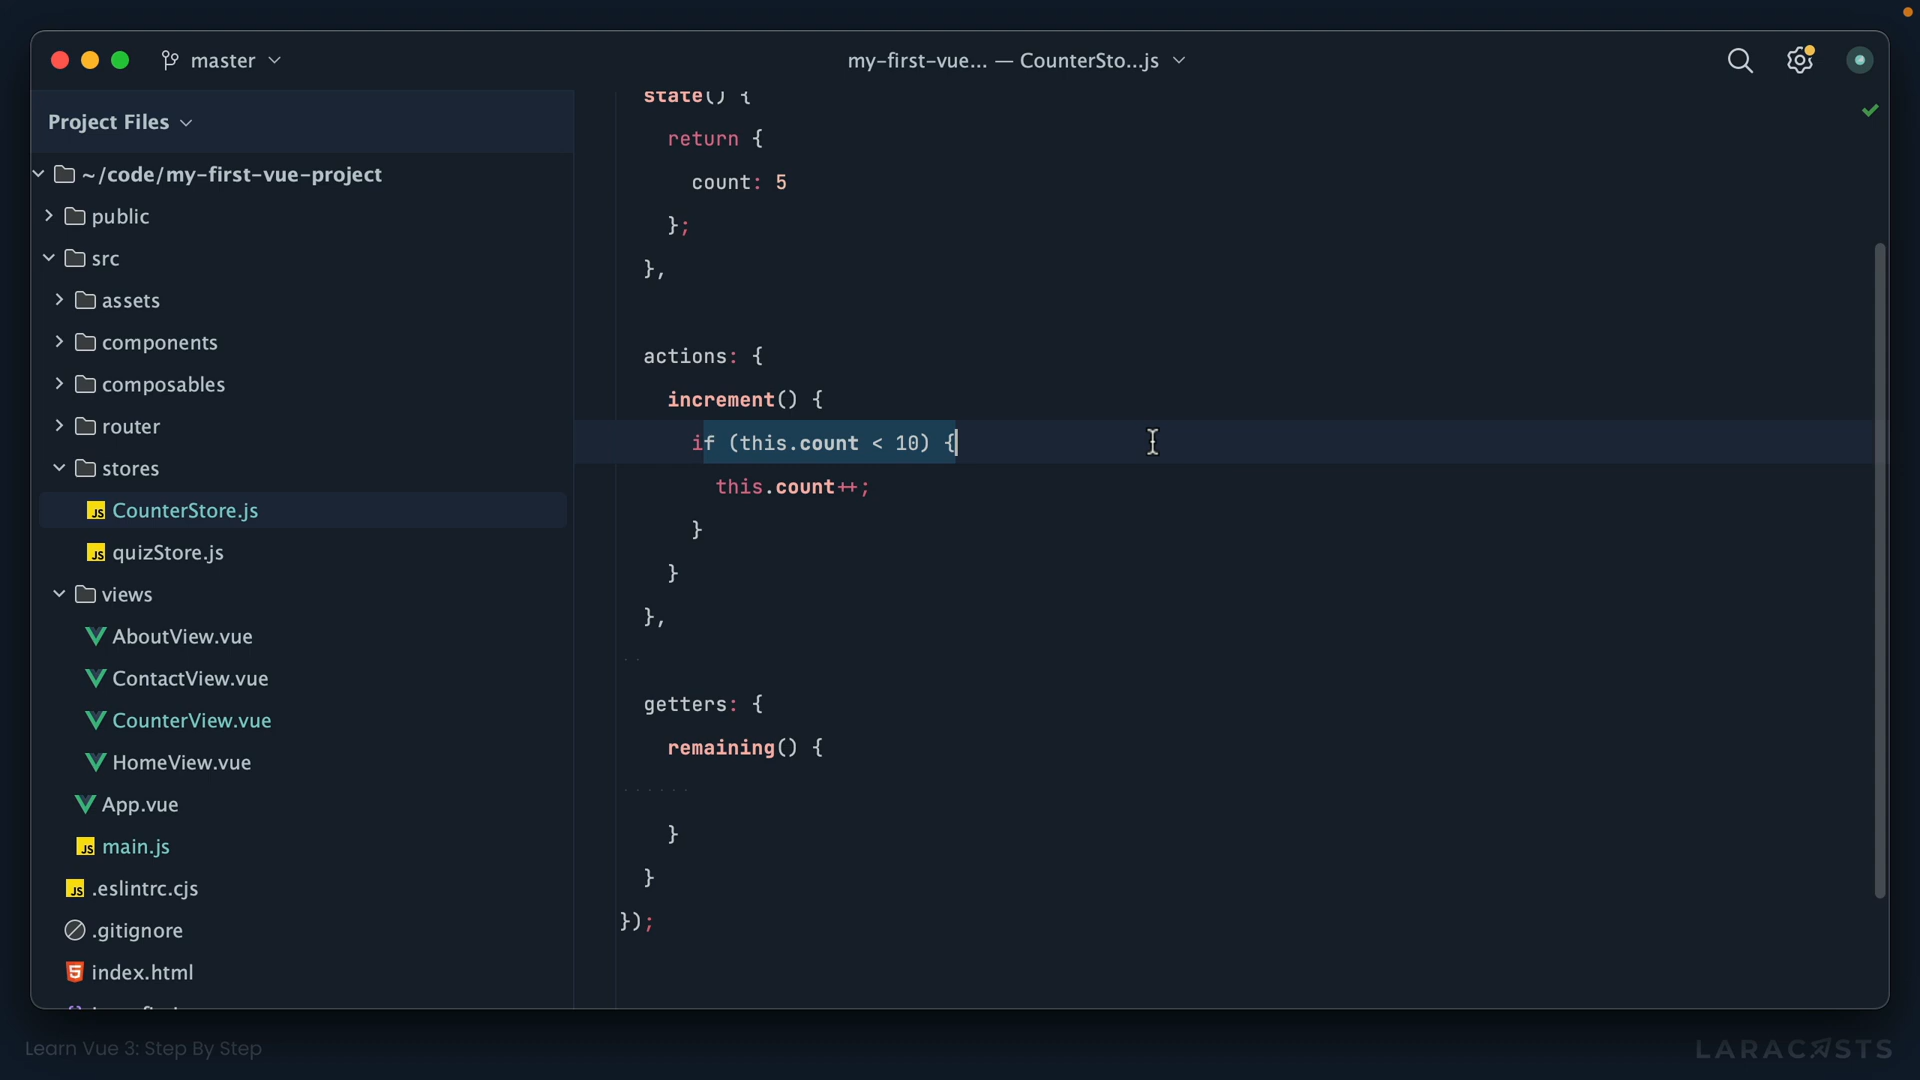 master
my-first-vue... — CounterSto...js
Project Files
~/code/my-first-vue-project
public
src
assets
components
composables
router
stores
CounterStore.js
quizStore.js
views
AboutView.vue
ContactView.vue
CounterView.vue
HomeView.vue
App.vue
main.js
.eslintrc.cjs
.gitignore
index.html
state() {
return {
count: 5
};
},
actions: {
increment() {
if (this.count < 10) {
this.count++;
}
}
},
getters: {
remaining() {
}
}
});
Learn Vue 3: Step By Step
LARACASTS